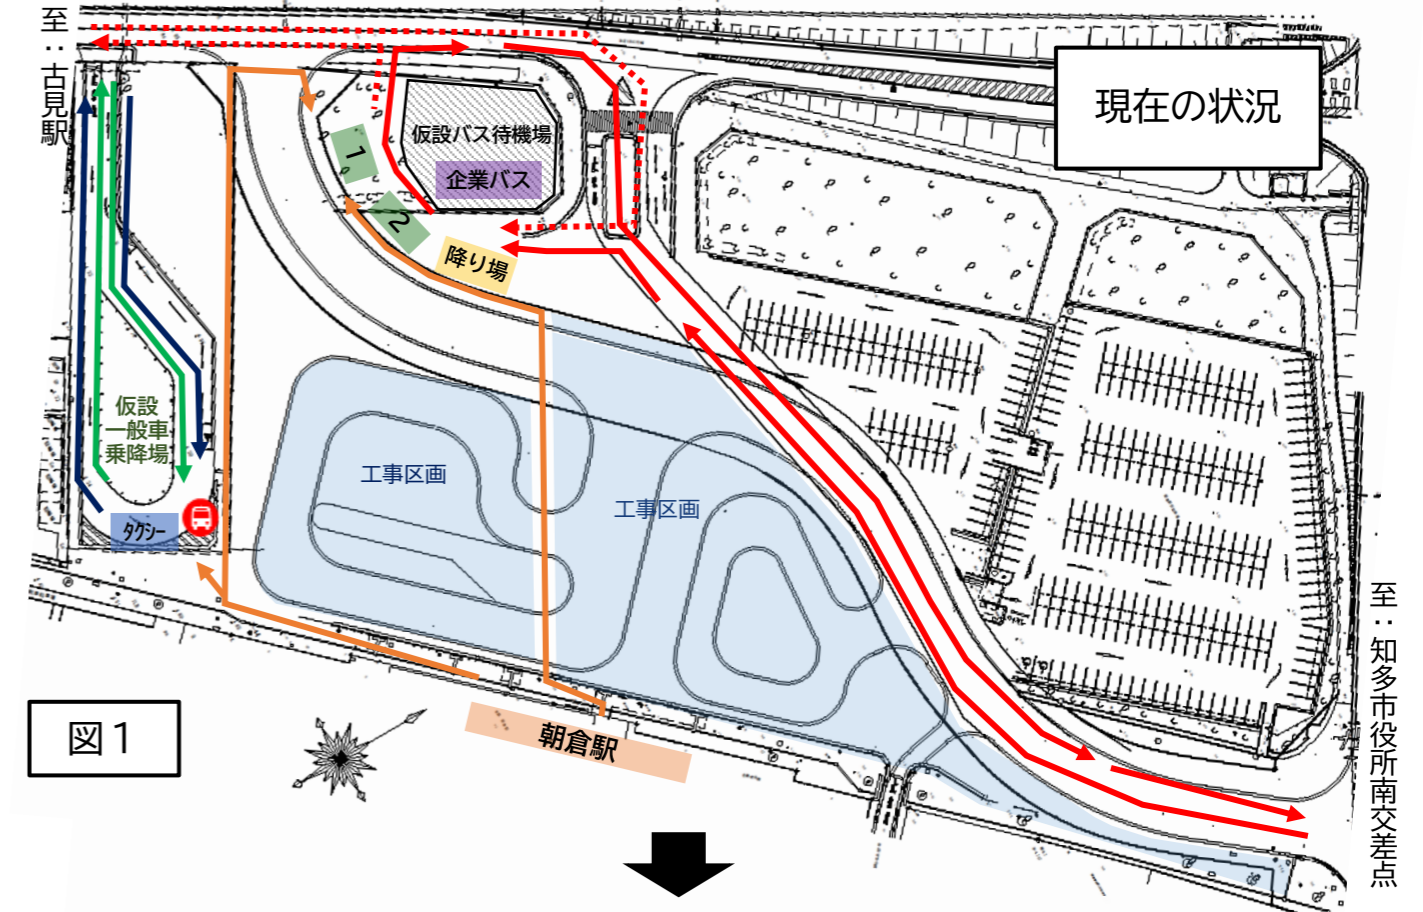 至：古見駅
現在の状況
仮設バス待機場
企業バス
1
2
降り場
仮設
一般車
乗降場
工事区画
工事区画
タクシー
至：知多市役所南交差点
図１
朝倉駅